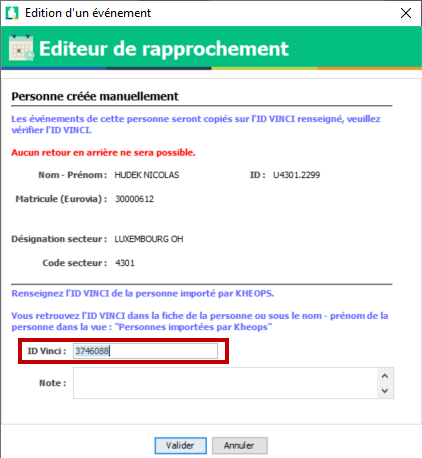 Edition d'un événement
Editeur de rapprochement
Personne créée manuellement
Les événements de cette personne seront copiés sur l'ID VINCI renseigné, veuillez
vérifier l'ID VINCI.
Aucun retour en arrière ne sera possible.
Nom - Prénom : HUDEK NICOLAS ID : U4301.2299
Matricule (Eurovia) : 30000612
Désignation secteur : LUXEMBOURG OH
Code secteur : 4301
Renseignez l'ID VINCI de la personne importé par KHEOPS.
Vous retrouvez l'ID VINCI dans la fiche de la personne ou sous le nom - prénom de la
personne dans la vue : "Personnes importées par Kheops"
ID Vinci : 3746088
Note :
Valider Annuler